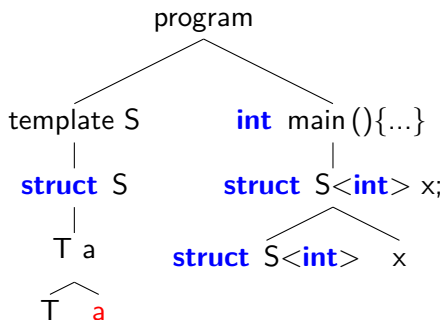 program
template S int main(){...}
struct S struct S<int> x;
T a struct S<int> x
T a